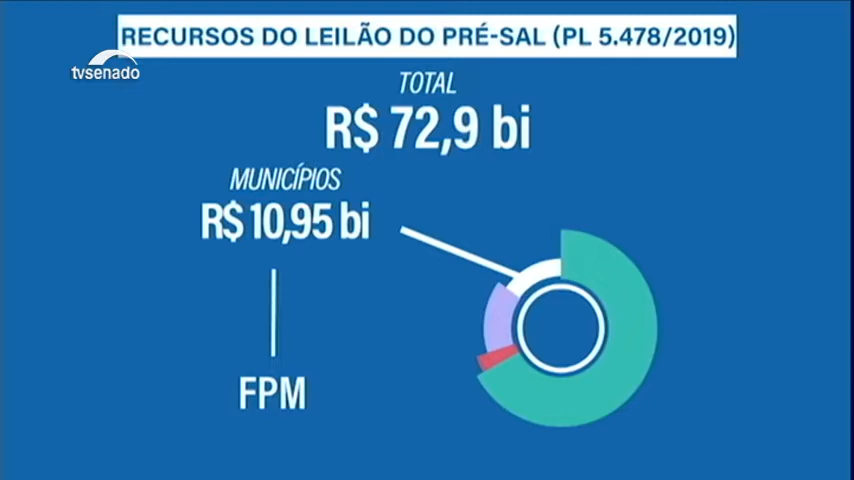 RECURSOS DO LEILÃO DO PRÉ-SAL (PL 5.478/2019)
tvsenado
TOTAL
R$ 72,9 bi
MUNICÍPIOS
R$ 10,95 bi
FPM